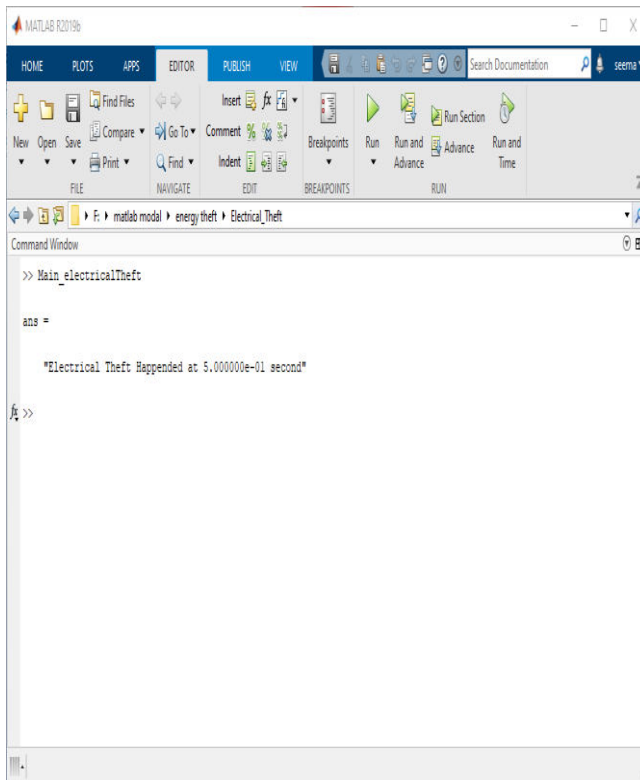 MATLAB R2019b
HOME PLOTS APPS EDITOR PUBLISH VIEW Search Documentation seema
Find Files Insert fx
New Open Save Compare Go To Comment Breakpoints Run Run and Advance Run Section Advance Run and Time
Print Find Indent
FILE NAVIGATE EDIT BREAKPOINTS RUN
F: matlab modal energy theft Electrical_Theft
Command Window
>> Main_electricalTheft
ans =
"Electrical Theft Happended at 5.000000e-01 second"
fx >>